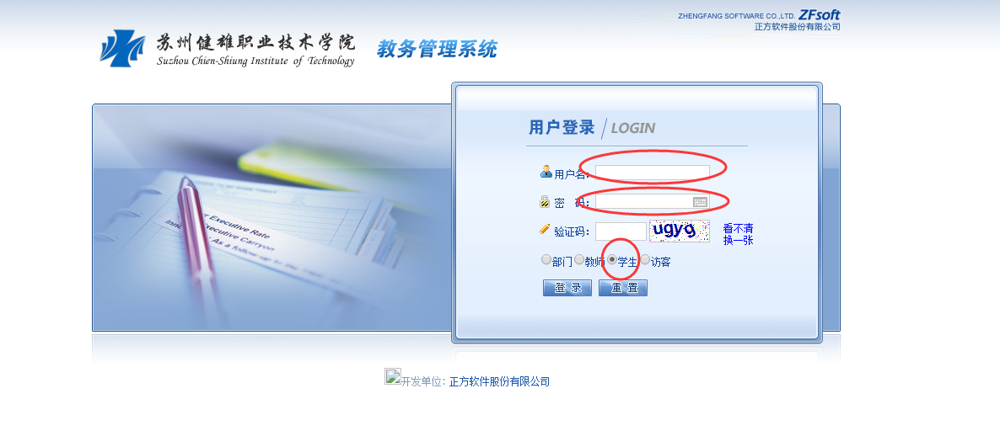 ZHENGFANG SOFTWARE CO.,LTD. ZFsoft
正方软件股份有限公司
苏州健雄职业技术学院
Suzhou Chien-Shiung Institute of Technology
教务管理系统
用户登录 / LOGIN
用户名:
密 码:
验证码: ugyg 看不清
换一张
部门 教师 学生 访客
登 录 重 置
Executive Rate
Executive Carryon
As a follow-up to the
开发单位: 正方软件股份有限公司